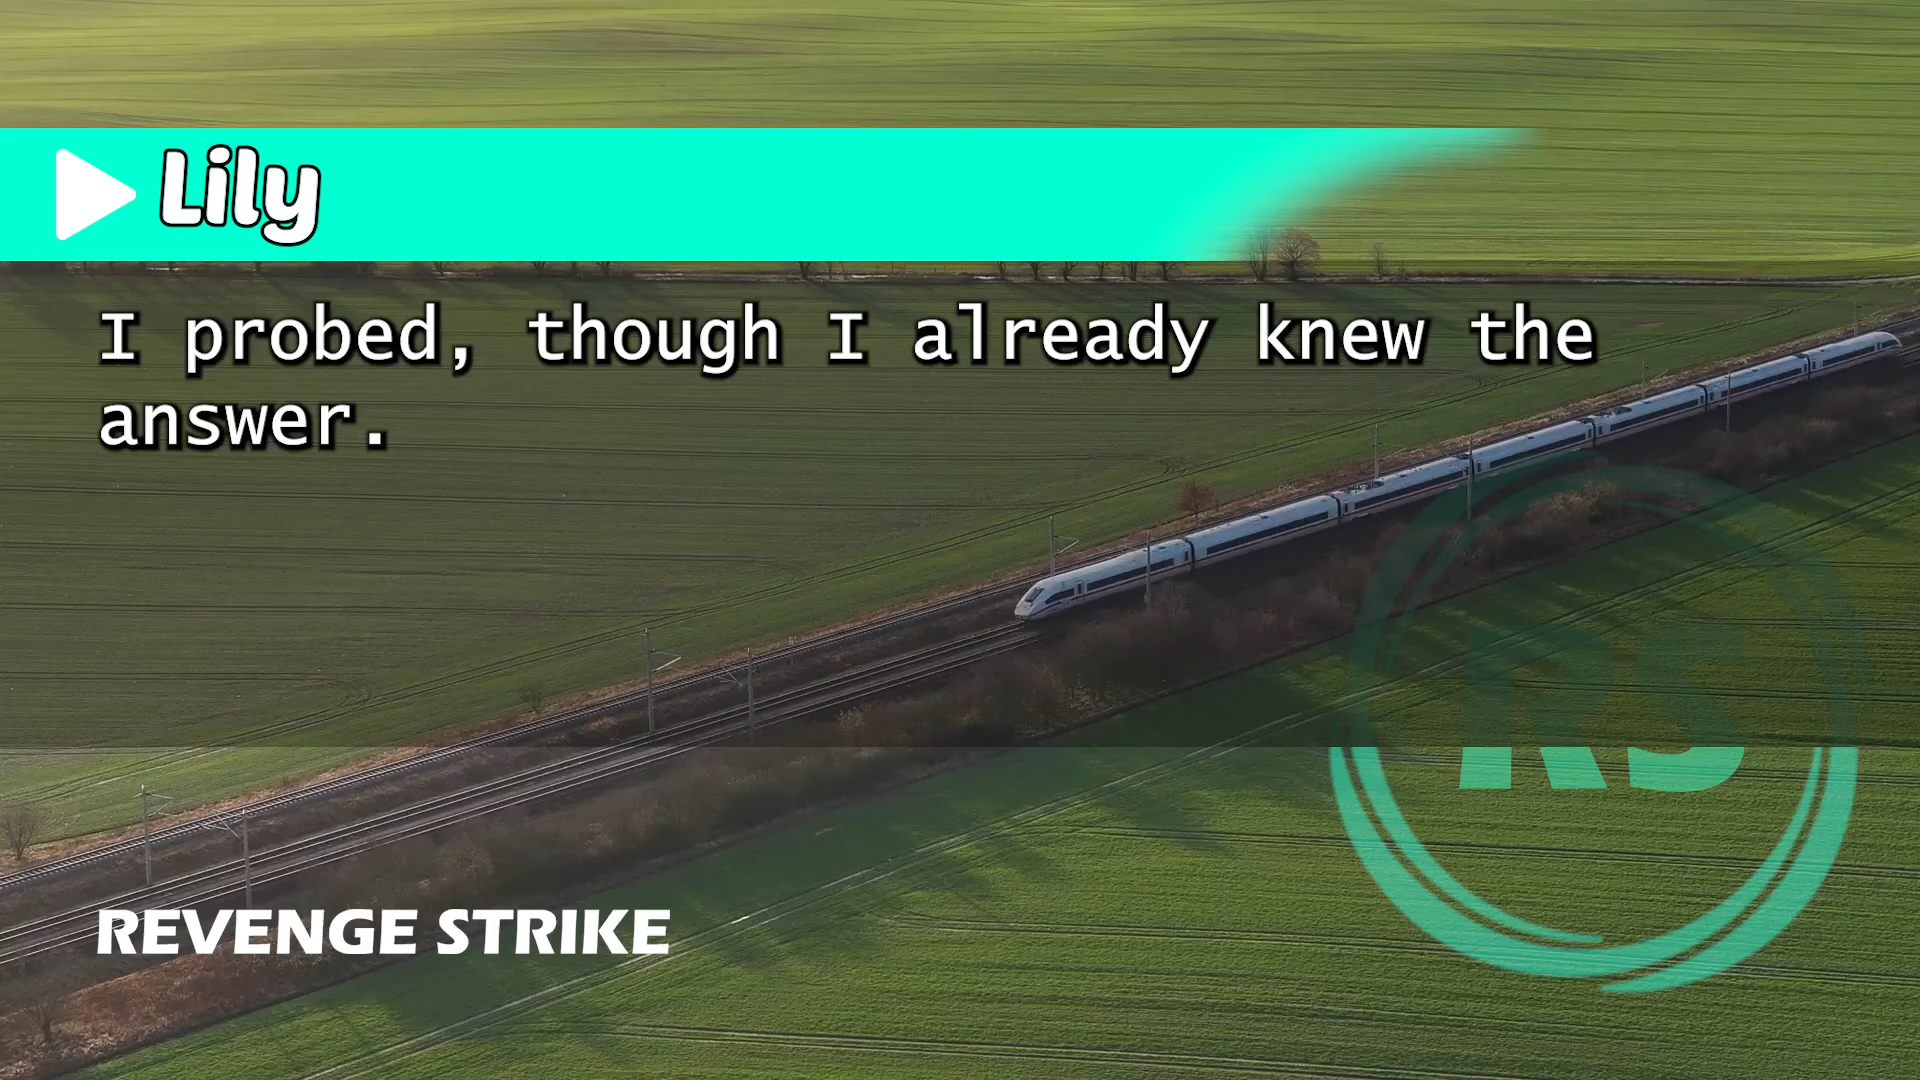 Lily
I probed, though I already knew the
answer.
RS
REVENGE STRIKE